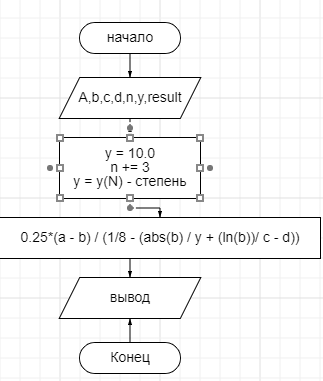 начало
A,b,c,d,n,y,result
y = 10.0
n += 3
y = y(N) - степень
0.25*(a - b) / (1/8 - (abs(b) / y + (ln(b))/ c - d))
вывод
Конец